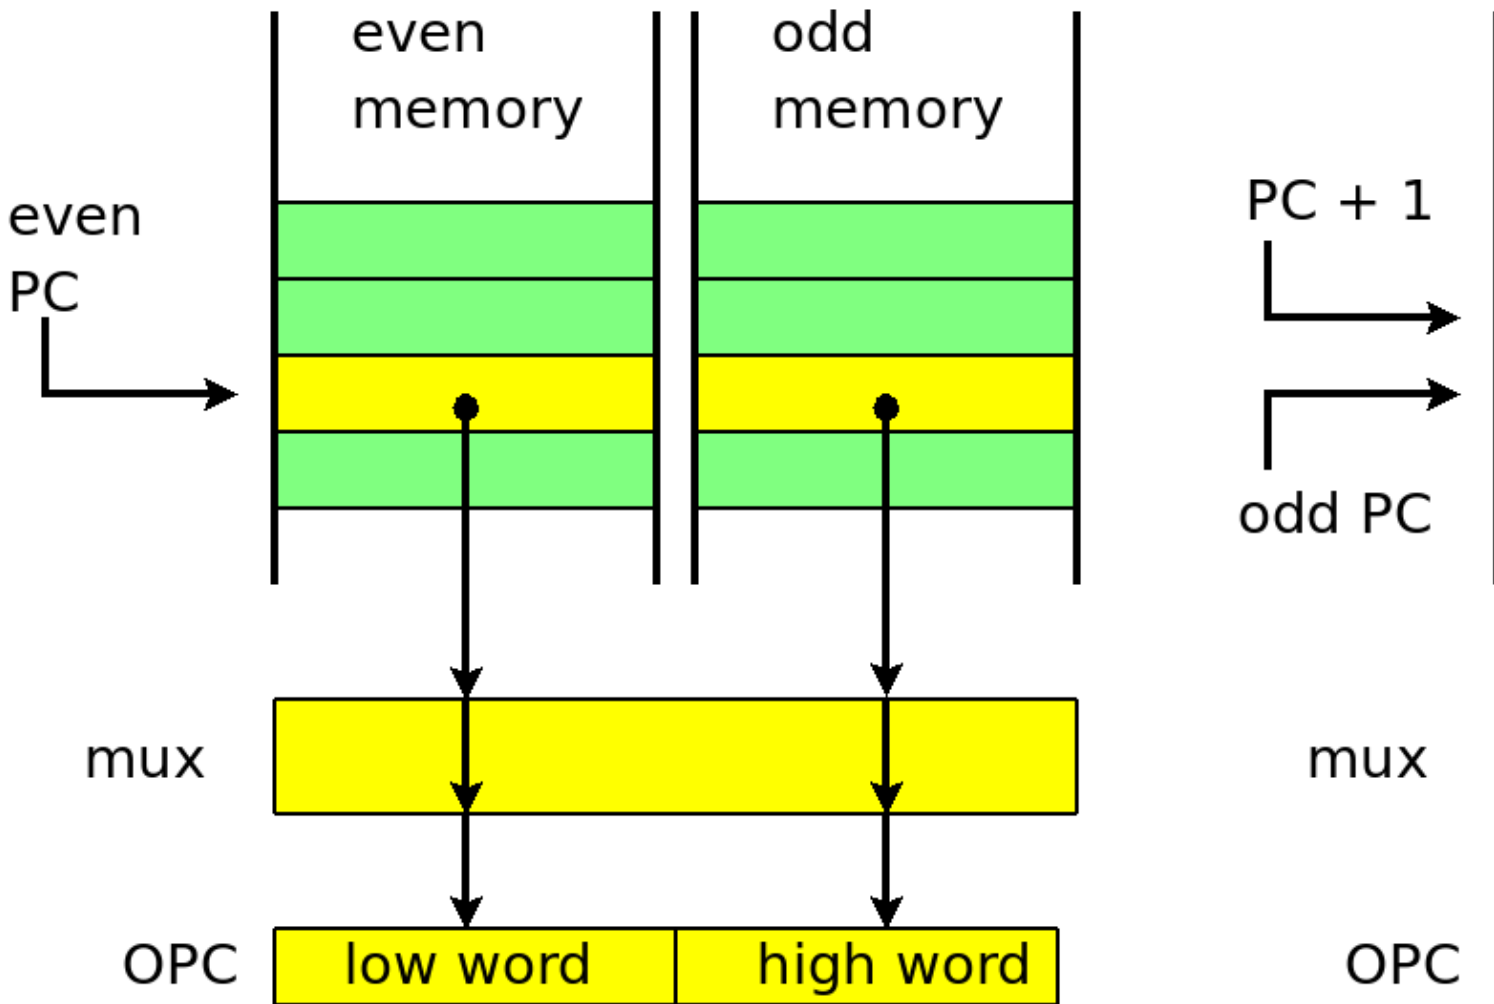 even
memory
odd
memory
even
PC
PC + 1
odd PC
mux
mux
OPC
low word
high word
OPC